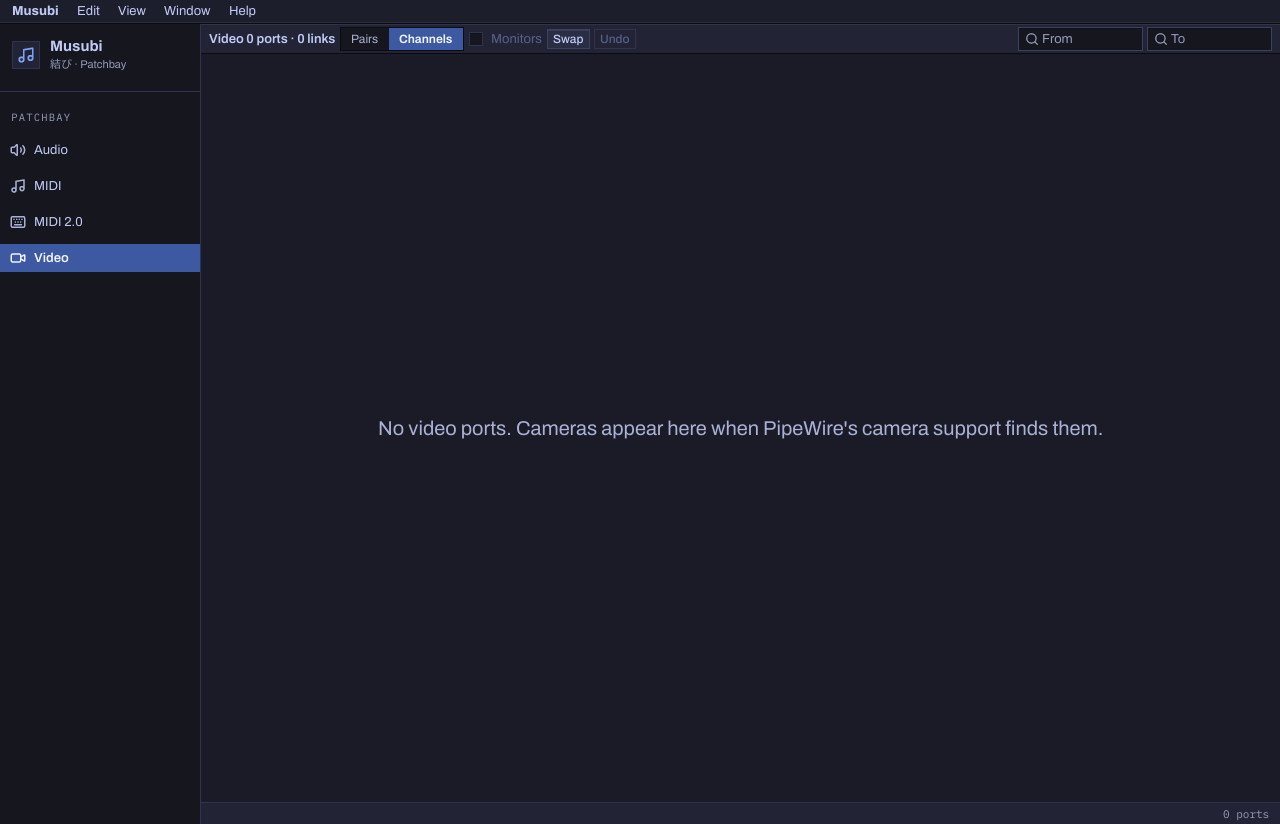 Musubi Edit View Window Help
Musubi
結び · Patchbay
Video 0 ports · 0 links Pairs Channels Monitors Swap Undo From To
PATCHBAY
Audio
MIDI
MIDI 2.0
Video
No video ports. Cameras appear here when PipeWire's camera support finds them.
0 ports